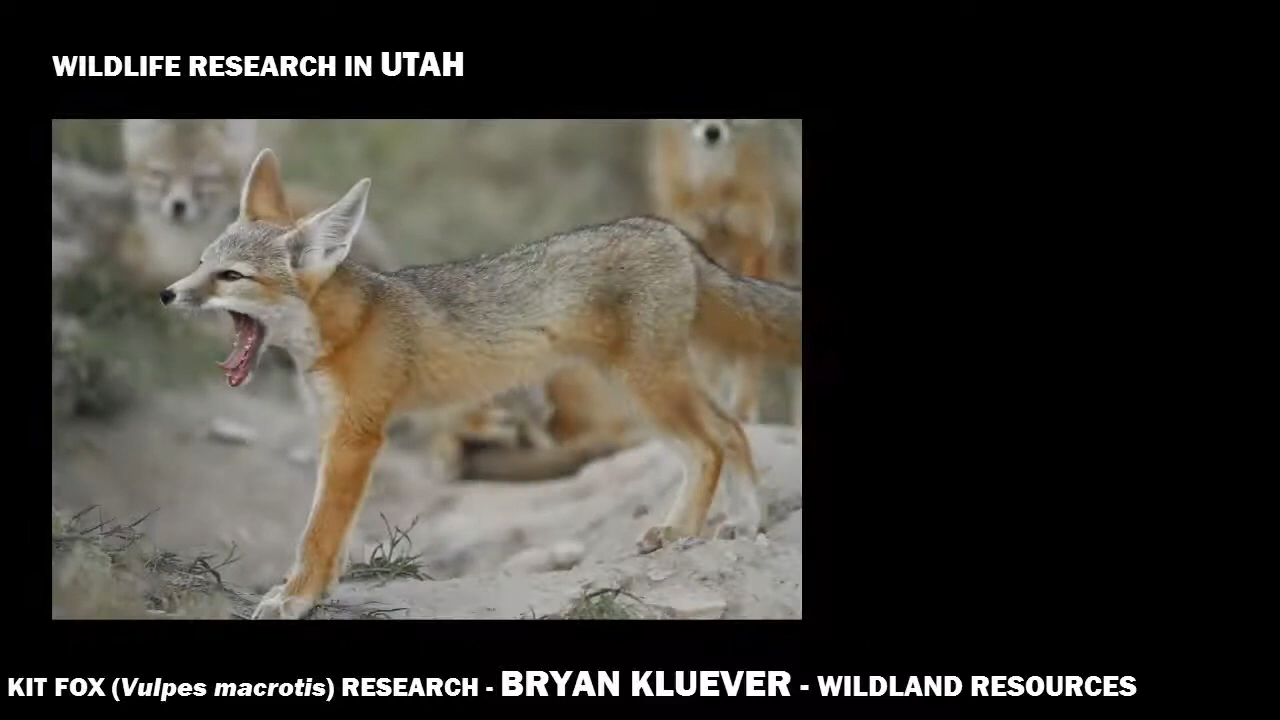 WILDLIFE RESEARCH IN UTAH
KIT FOX (Vulpes macrotis) RESEARCH - BRYAN KLUEVER - WILDLAND RESOURCES